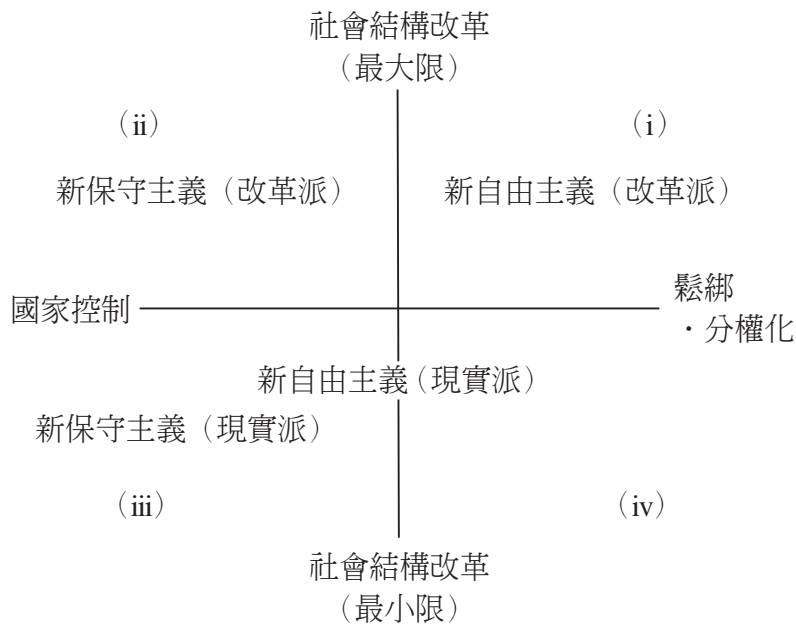 社會結構改革
（最大限）
（ii）
（i）
新保守主義（改革派）
新自由主義（改革派）
國家控制
鬆綁
・分權化
新自由主義（現實派）
新保守主義（現實派）
（iii）
（iv）
社會結構改革
（最小限）